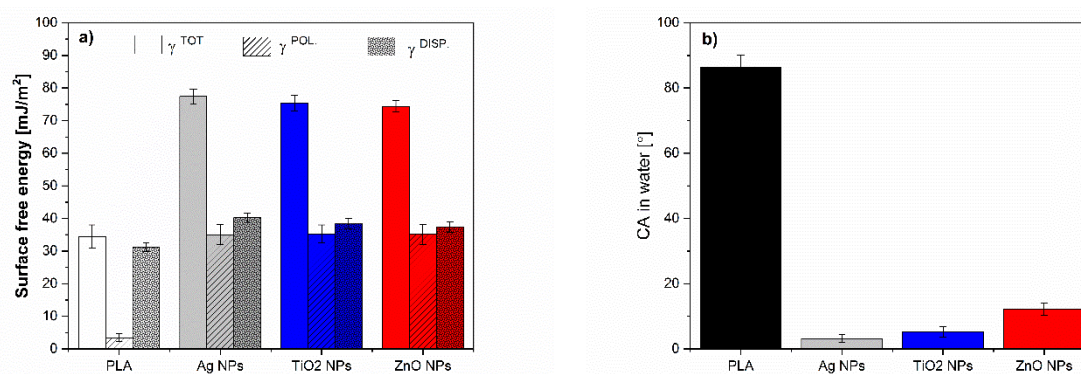 a)
γ TOT γ POL. γ DISP.
Surface free energy [mJ/m²]
100
90
80
70
60
50
40
30
20
10
0
PLA Ag NPs TiO2 NPs ZnO NPs
b)
CA in water [°]
100
80
60
40
20
0
PLA Ag NPs TiO2 NPs ZnO NPs